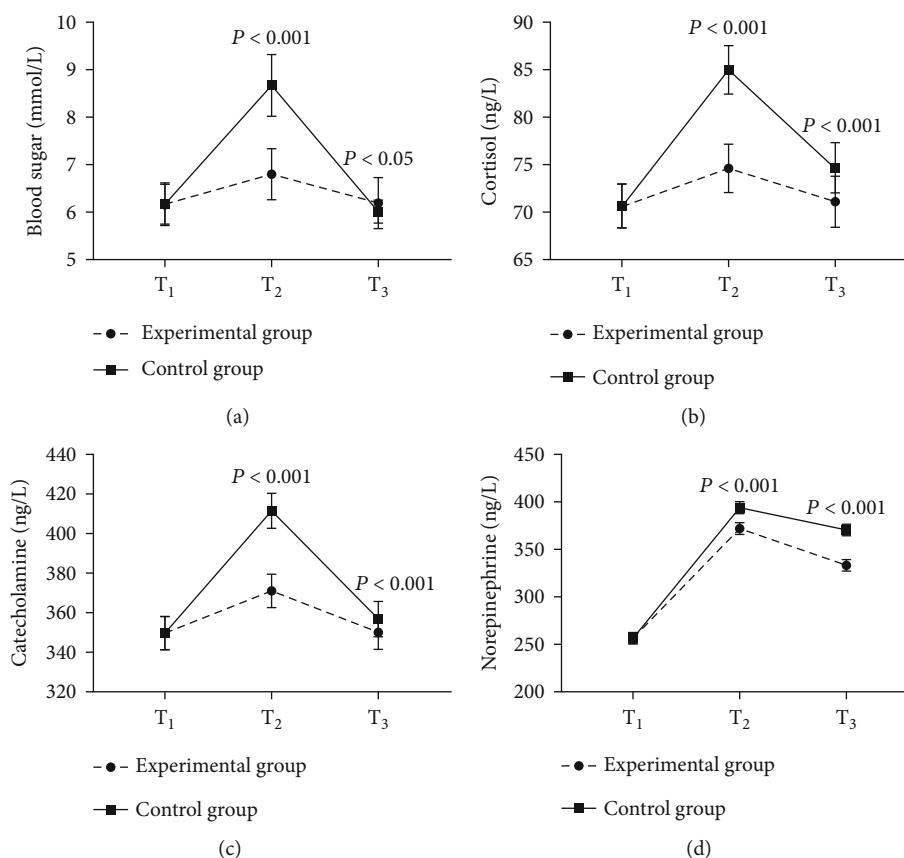 Blood sugar (mmol/L)
10
9
8
7
6
5
P < 0.001
P < 0.05
T1
T2
T3
Experimental group
Control group
(a)
Cortisol (ng/L)
90
85
80
75
70
65
P < 0.001
P < 0.001
T1
T2
T3
Experimental group
Control group
(b)
Catecholamine (ng/L)
440
420
400
380
360
340
320
P < 0.001
P < 0.001
T1
T2
T3
Experimental group
Control group
(c)
Norepinephrine (ng/L)
450
400
350
300
250
200
P < 0.001
P < 0.001
T1
T2
T3
Experimental group
Control group
(d)